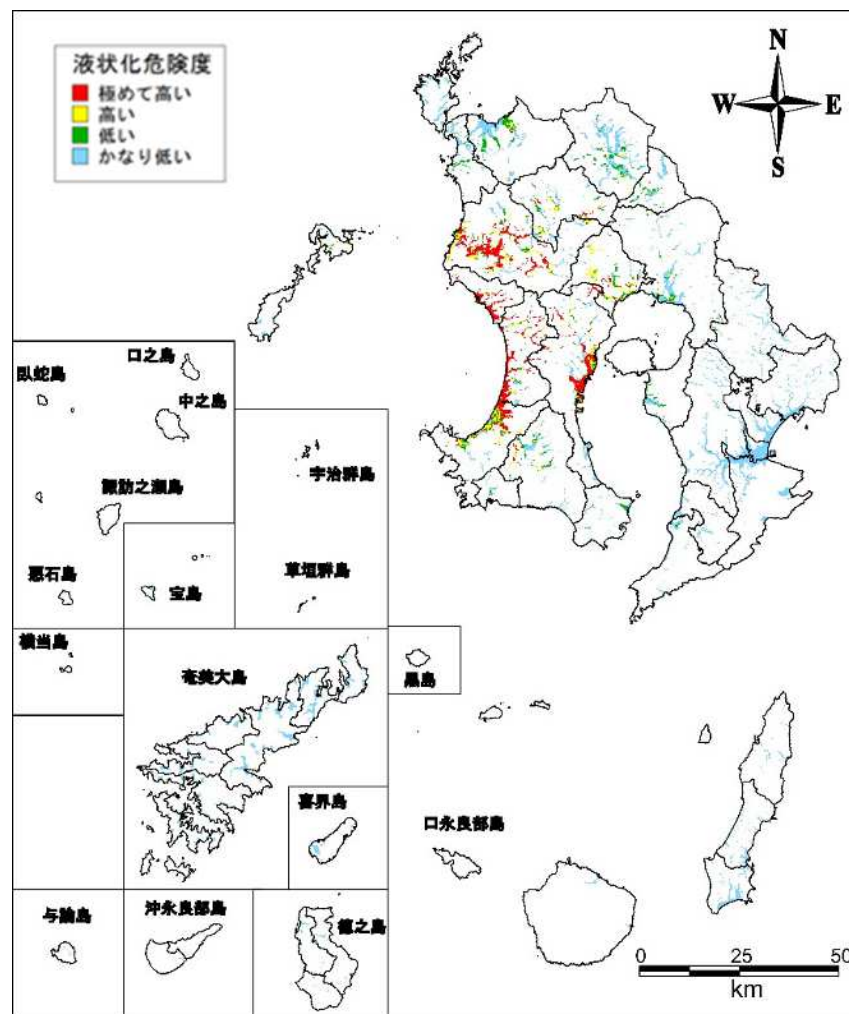 液状化危険度
極めて高い
高い
低い
かなり低い
N
W
E
S
口之島
臥蛇島
中之島
宇治群島
諏訪之瀬島
悪石島
宝島
草垣群島
横当島
奄美大島
黒島
喜界島
口永良部島
与論島
沖永良部島
徳之島
0 25 50
km